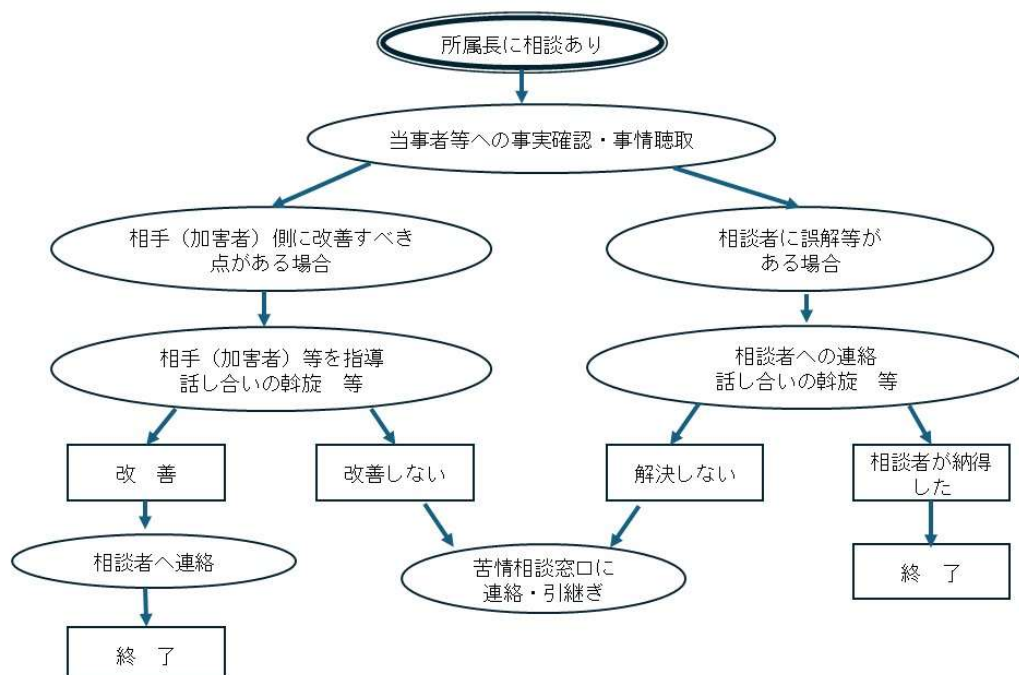 所属長に相談あり
当事者等への事実確認・事情聴取
相手（加害者）側に改善すべき
点がある場合
相談者に誤解等が
ある場合
相手（加害者）等を指導
話し合いの斡旋　等
相談者への連絡
話し合いの斡旋　等
改　善
改善しない
解決しない
相談者が納得
した
相談者へ連絡
苦情相談窓口に
連絡・引継ぎ
終　了
終　了